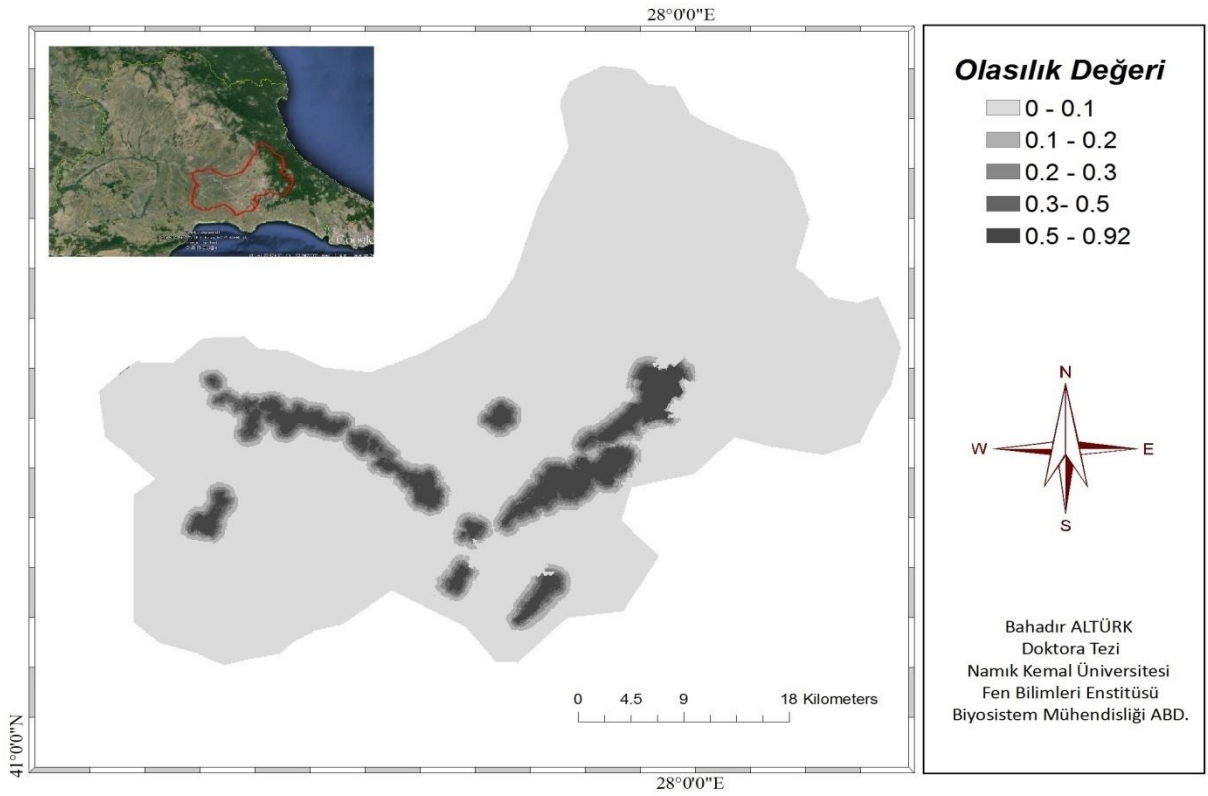 28°0'0"E
Google
Olasılık Değeri
0 - 0.1
0.1 - 0.2
0.2 - 0.3
0.3- 0.5
0.5 - 0.92
N
W
E
S
0 4.5 9 18 Kilometers
Bahadır ALTÜRK
Doktora Tezi
Namık Kemal Üniversitesi
Fen Bilimleri Enstitüsü
Biyosistem Mühendisliği ABD.
41°0'0"N
28°0'0"E